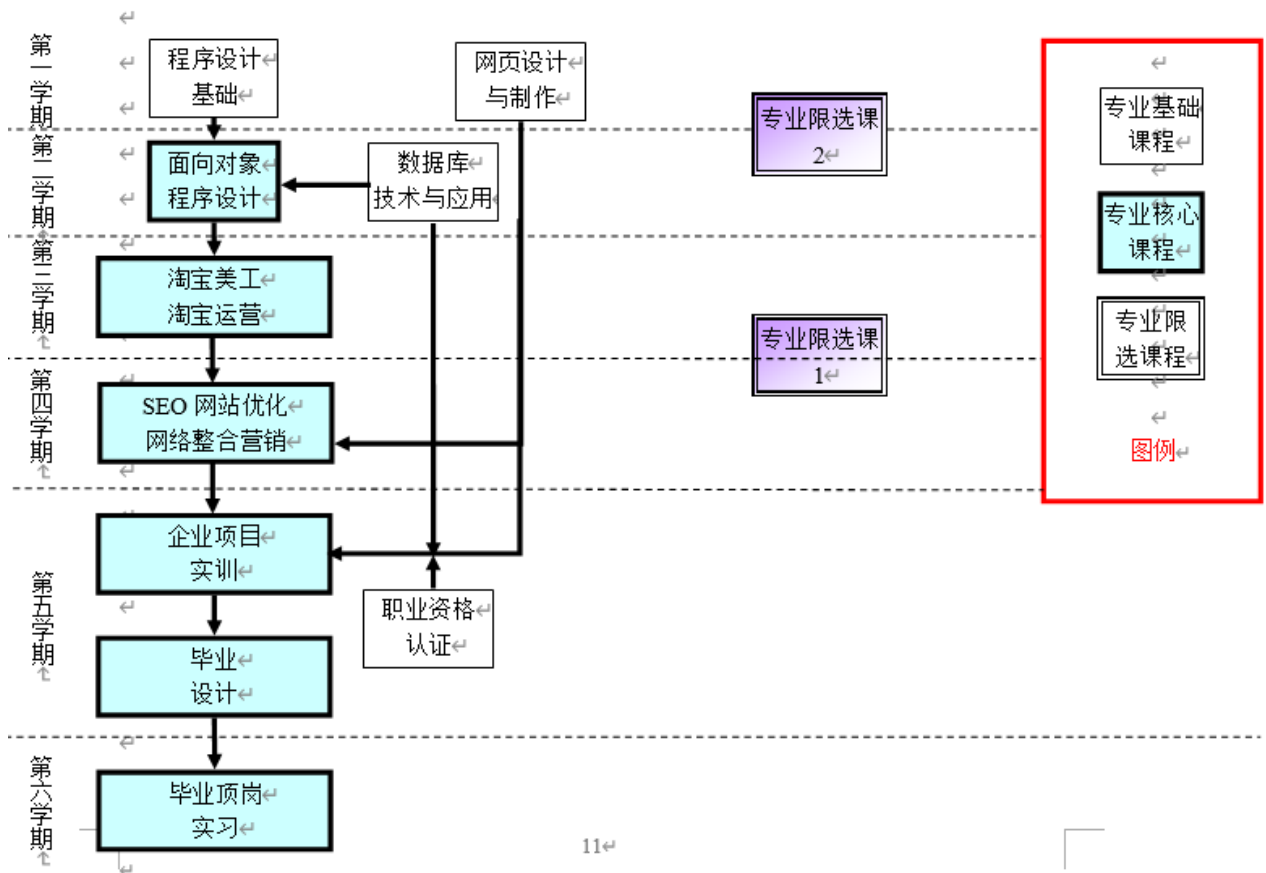 第一学期
程序设计
基础
网页设计
与制作
专业限选课
2
第二学期
面向对象
程序设计
数据库
技术与应用
第三学期
淘宝美工
淘宝运营
专业限选课
1
第四学期
SEO 网站优化
网络整合营销
第五学期
企业项目
实训
职业资格
认证
毕业
设计
第六学期
毕业顶岗
实习
专业基础
课程
专业核心
课程
专业限
选课程
图例
11